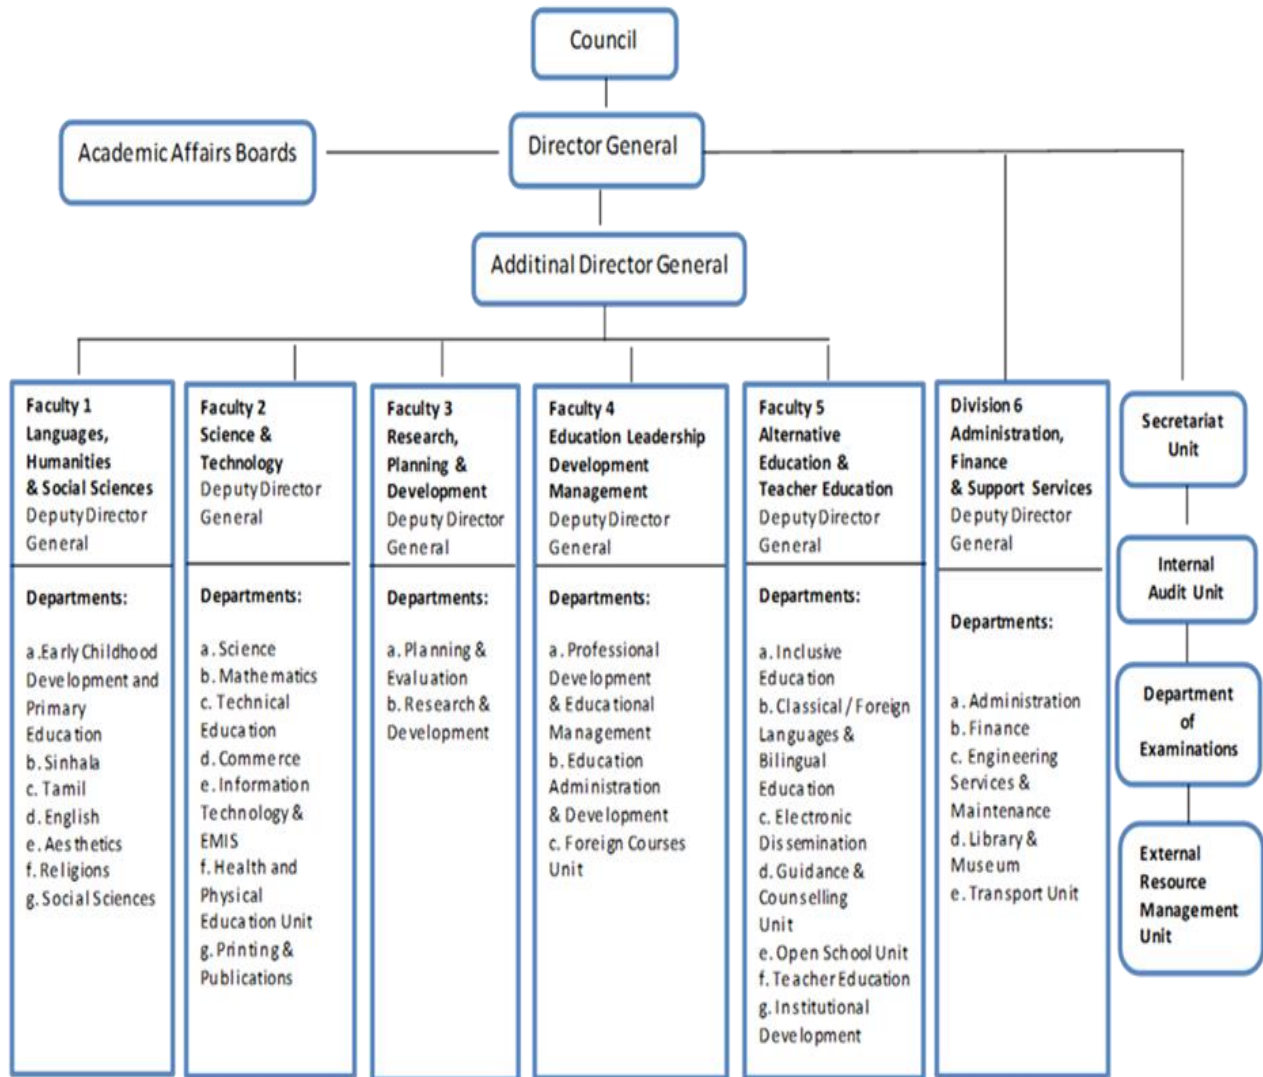 Council
Academic Affairs Boards
Director General
Additinal Director General
Faculty 1
Languages,
Humanities
& Social Sciences
Deputy Director
General
Departments:
a.Early Childhood
Development and
Primary
Education
b. Sinhala
c. Tamil
d. English
e. Aesthetics
f. Religions
g. Social Sciences
Faculty 2
Science &
Technology
Deputy Director
General
Departments:
a. Science
b. Mathematics
c. Technical
Education
d. Commerce
e. Information
Technology &
EMIS
f. Health and
Physical
Education Unit
g. Printing &
Publications
Faculty 3
Research,
Planning &
Development
Deputy Director
General
Departments:
a. Planning &
Evaluation
b. Research &
Development
Faculty 4
Education Leadership
Development
Management
Deputy Director
General
Departments:
a. Professional
Development
& Educational
Management
b. Education
Administration
& Development
c. Foreign Courses
Unit
Faculty 5
Alternative
Education &
Teacher Education
Deputy Director
General
Departments:
a. Inclusive
Education
b. Classical / Foreign
Languages &
Bilingual
Education
c. Electronic
Dissemination
d. Guidance &
Counselling
Unit
e. Open School Unit
f. Teacher Education
g. Institutional
Development
Division 6
Administration,
Finance
& Support Services
Deputy Director
General
Departments:
a. Administration
b. Finance
c. Engineering
Services &
Maintenance
d. Library &
Museum
e. Transport Unit
Secretariat
Unit
Internal
Audit Unit
Department
of
Examinations
External
Resource
Management
Unit